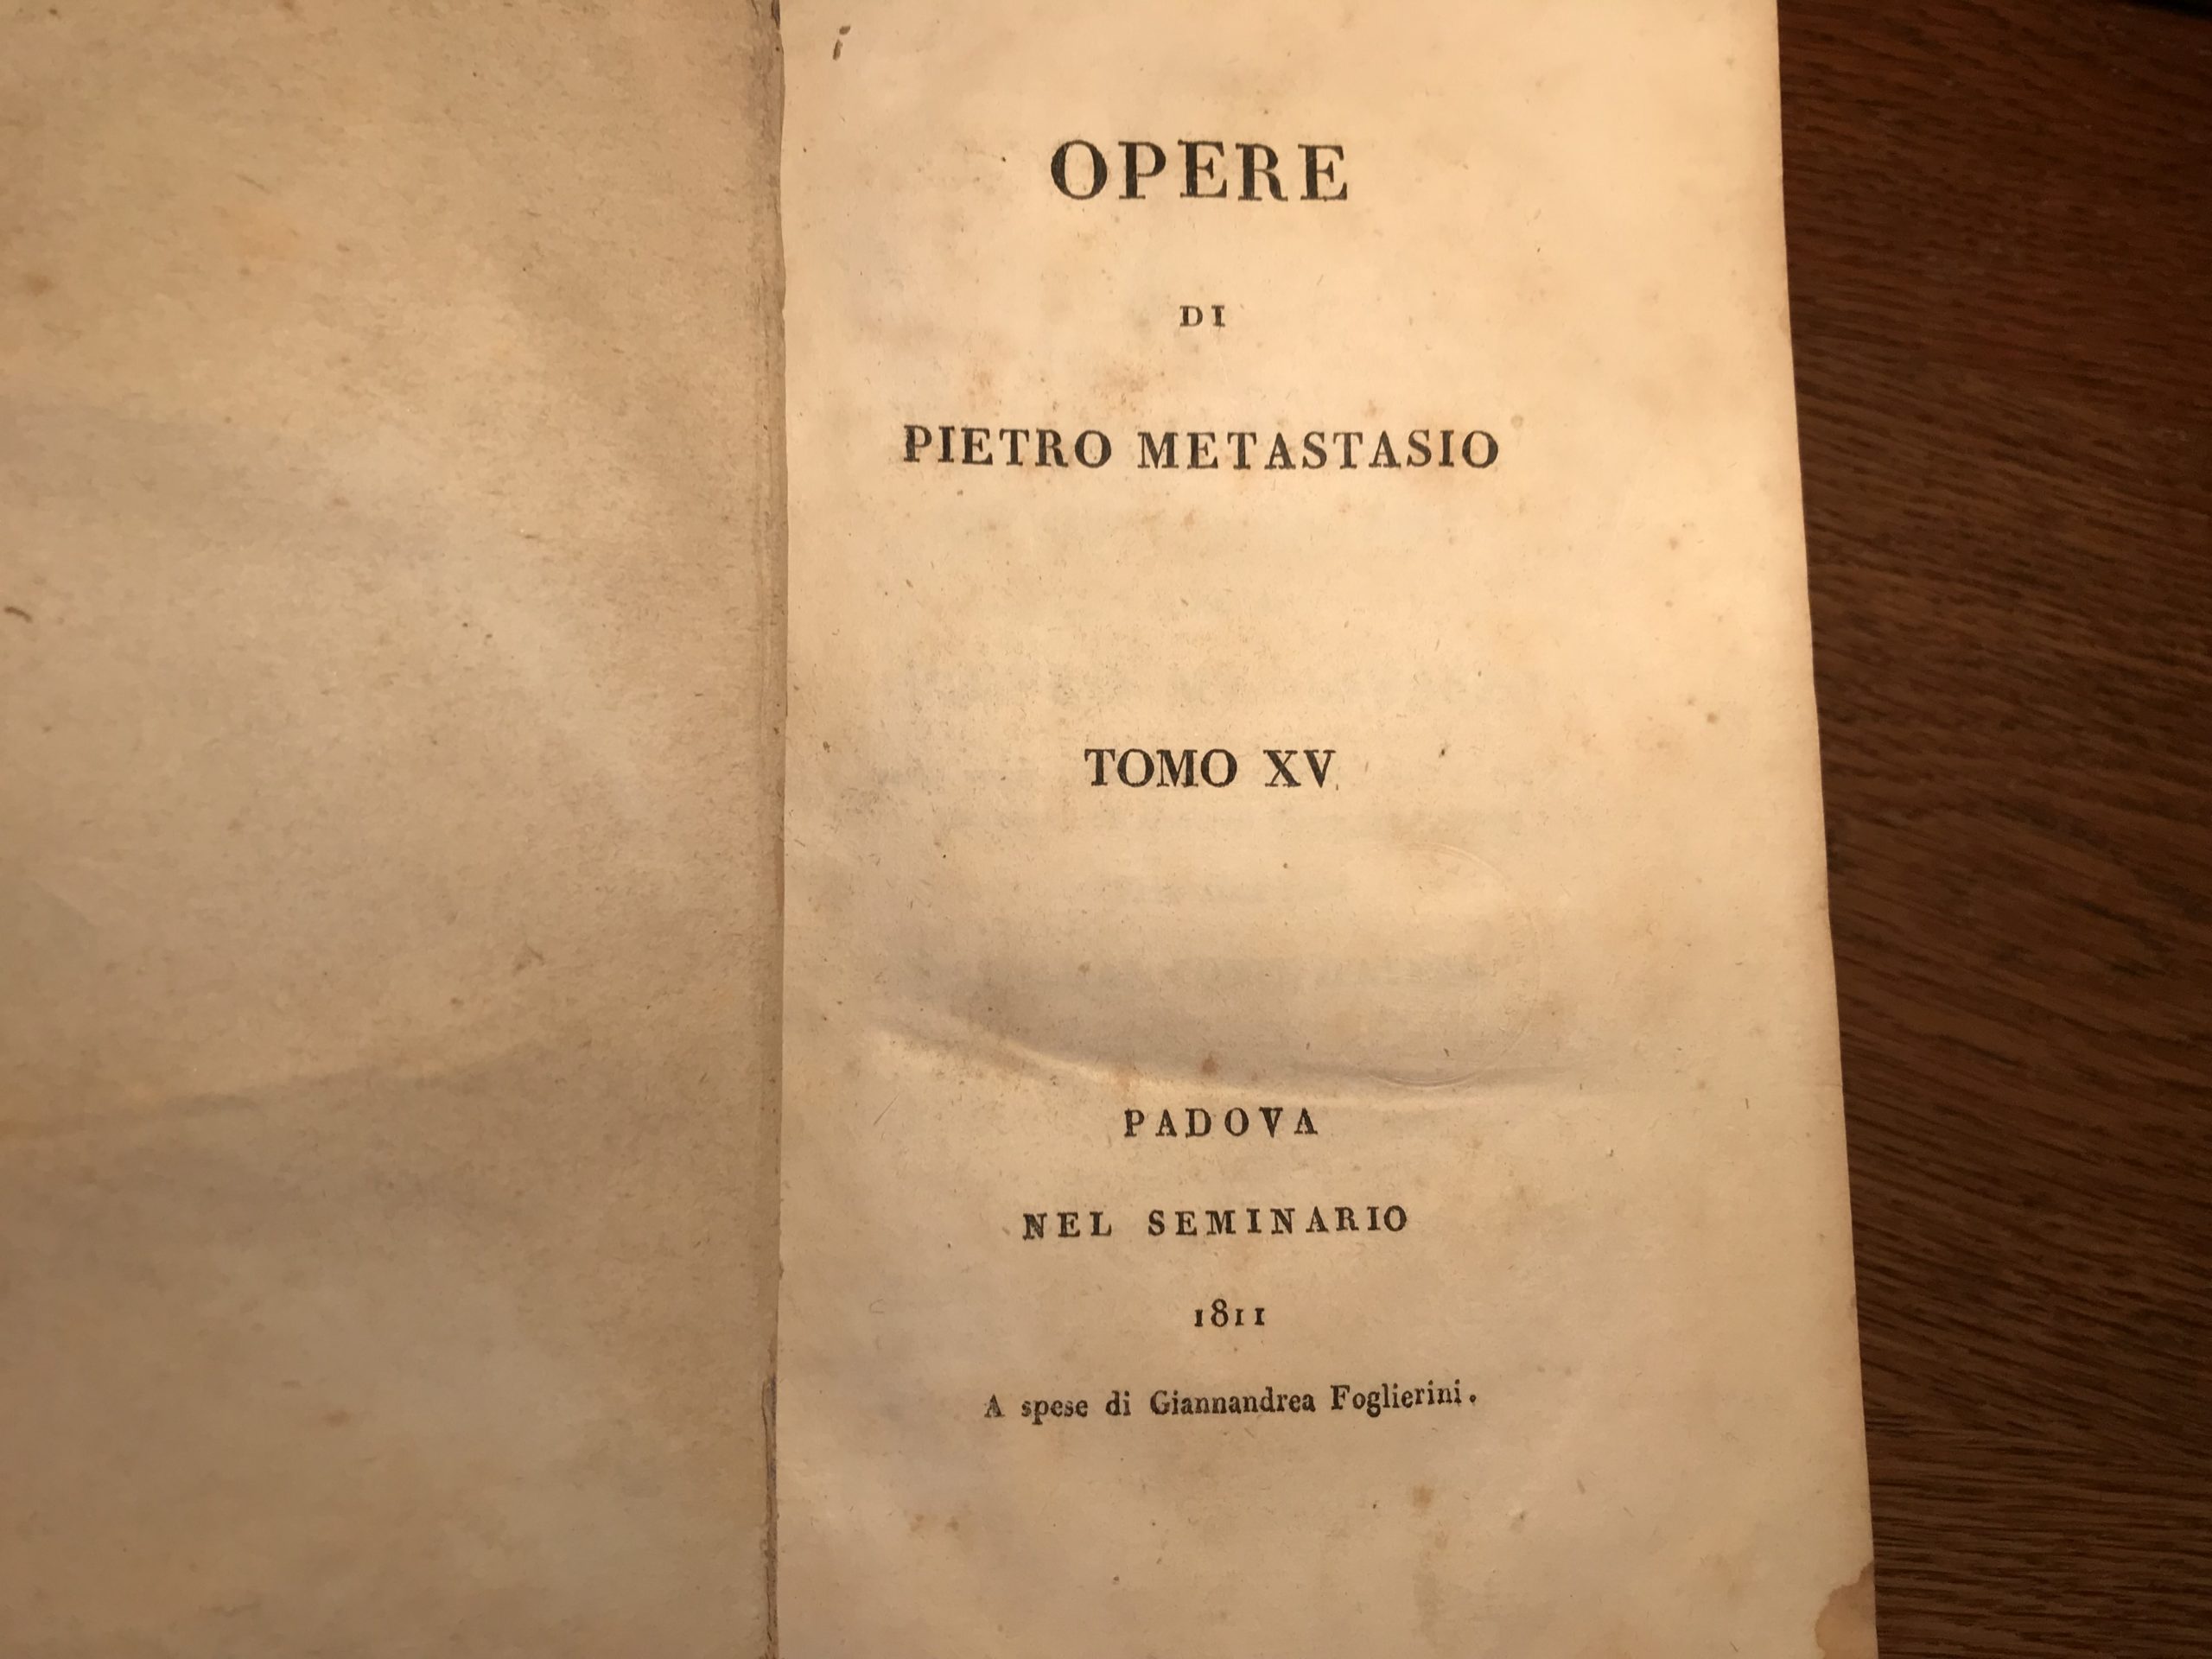 OPERE
DI
PIETRO METASTASIO
TOMO XV.
PADOVA
NEL SEMINARIO
1811
A spese di Giannandrea Foglierini.